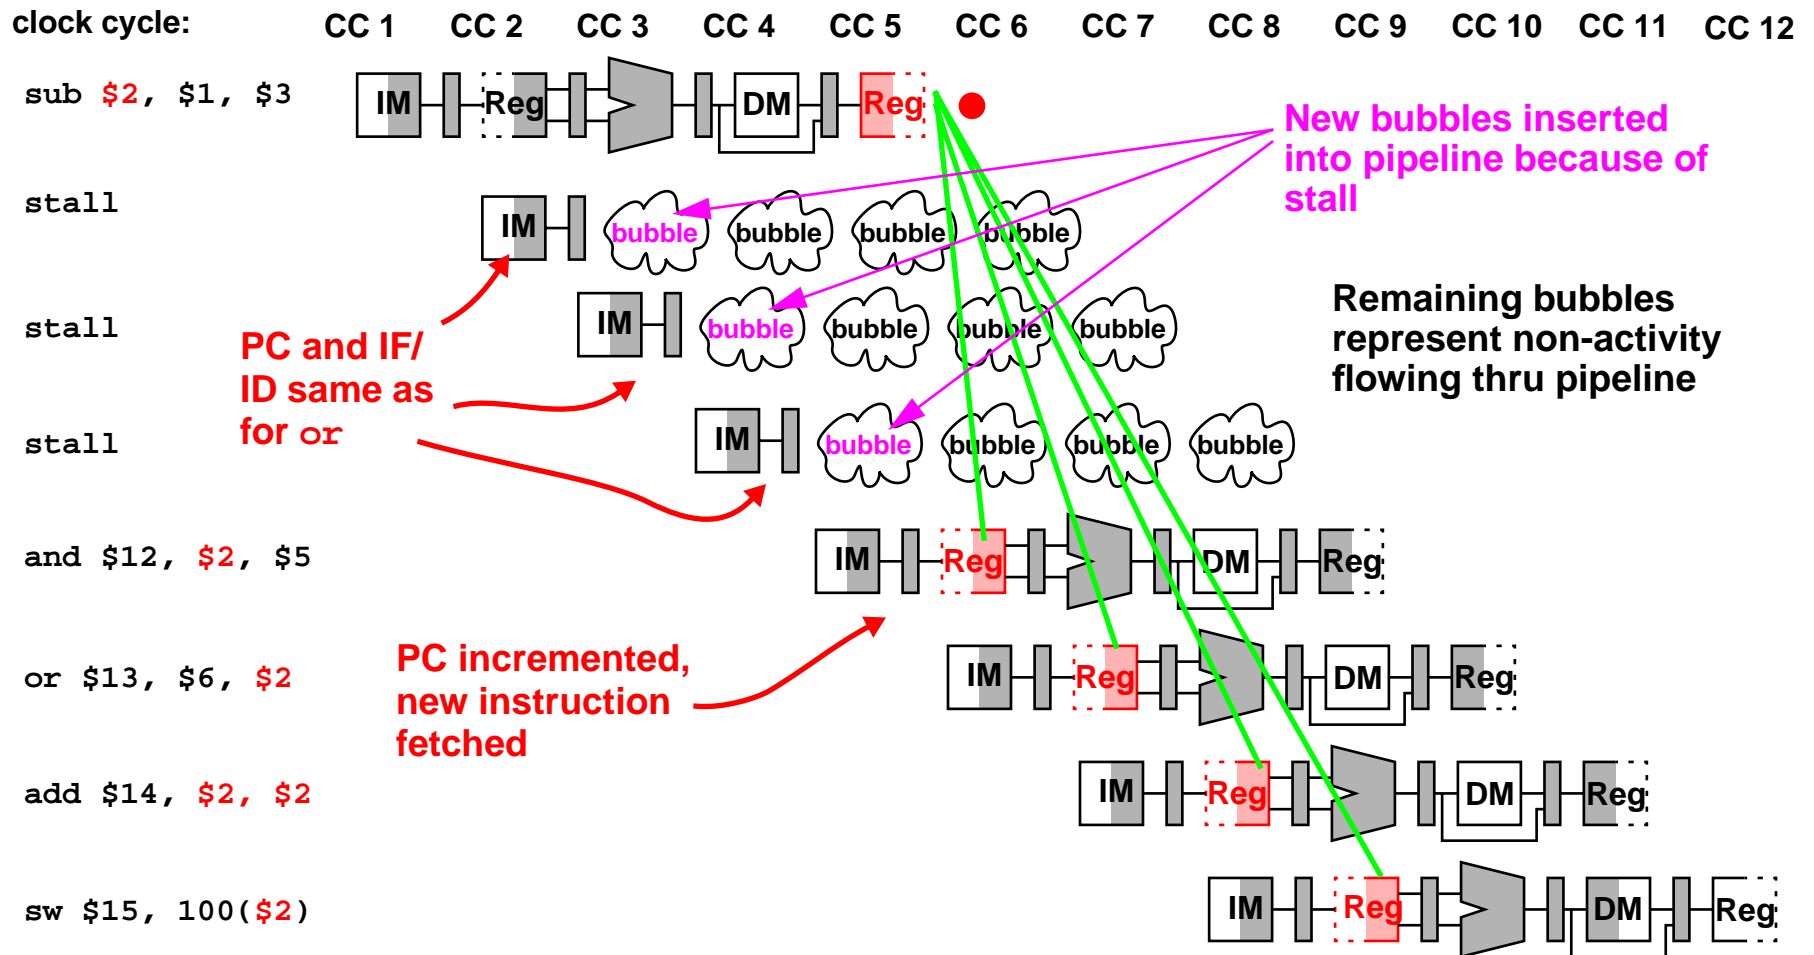 clock cycle: CC 1 CC 2 CC 3 CC 4 CC 5 CC 6 CC 7 CC 8 CC 9 CC 10 CC 11 CC 12
sub $2, $1, $3
IM Reg DM Reg
New bubbles inserted
into pipeline because of
stall
stall
IM bubble bubble bubble bubble
Remaining bubbles
represent non-activity
flowing thru pipeline
stall
IM bubble bubble bubble bubble
PC and IF/
ID same as
for or
stall
IM bubble bubble bubble bubble
and $12, $2, $5
IM Reg DM Reg
PC incremented,
new instruction
fetched
or $13, $6, $2
IM Reg DM Reg
add $14, $2, $2
IM Reg DM Reg
sw $15, 100($2)
IM Reg DM Reg